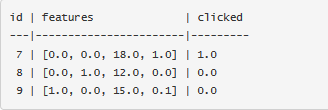 id | features | clicked
---|-----------------------|---------
7 | [0.0, 0.0, 18.0, 1.0] | 1.0
8 | [0.0, 1.0, 12.0, 0.0] | 0.0
9 | [1.0, 0.0, 15.0, 0.1] | 0.0